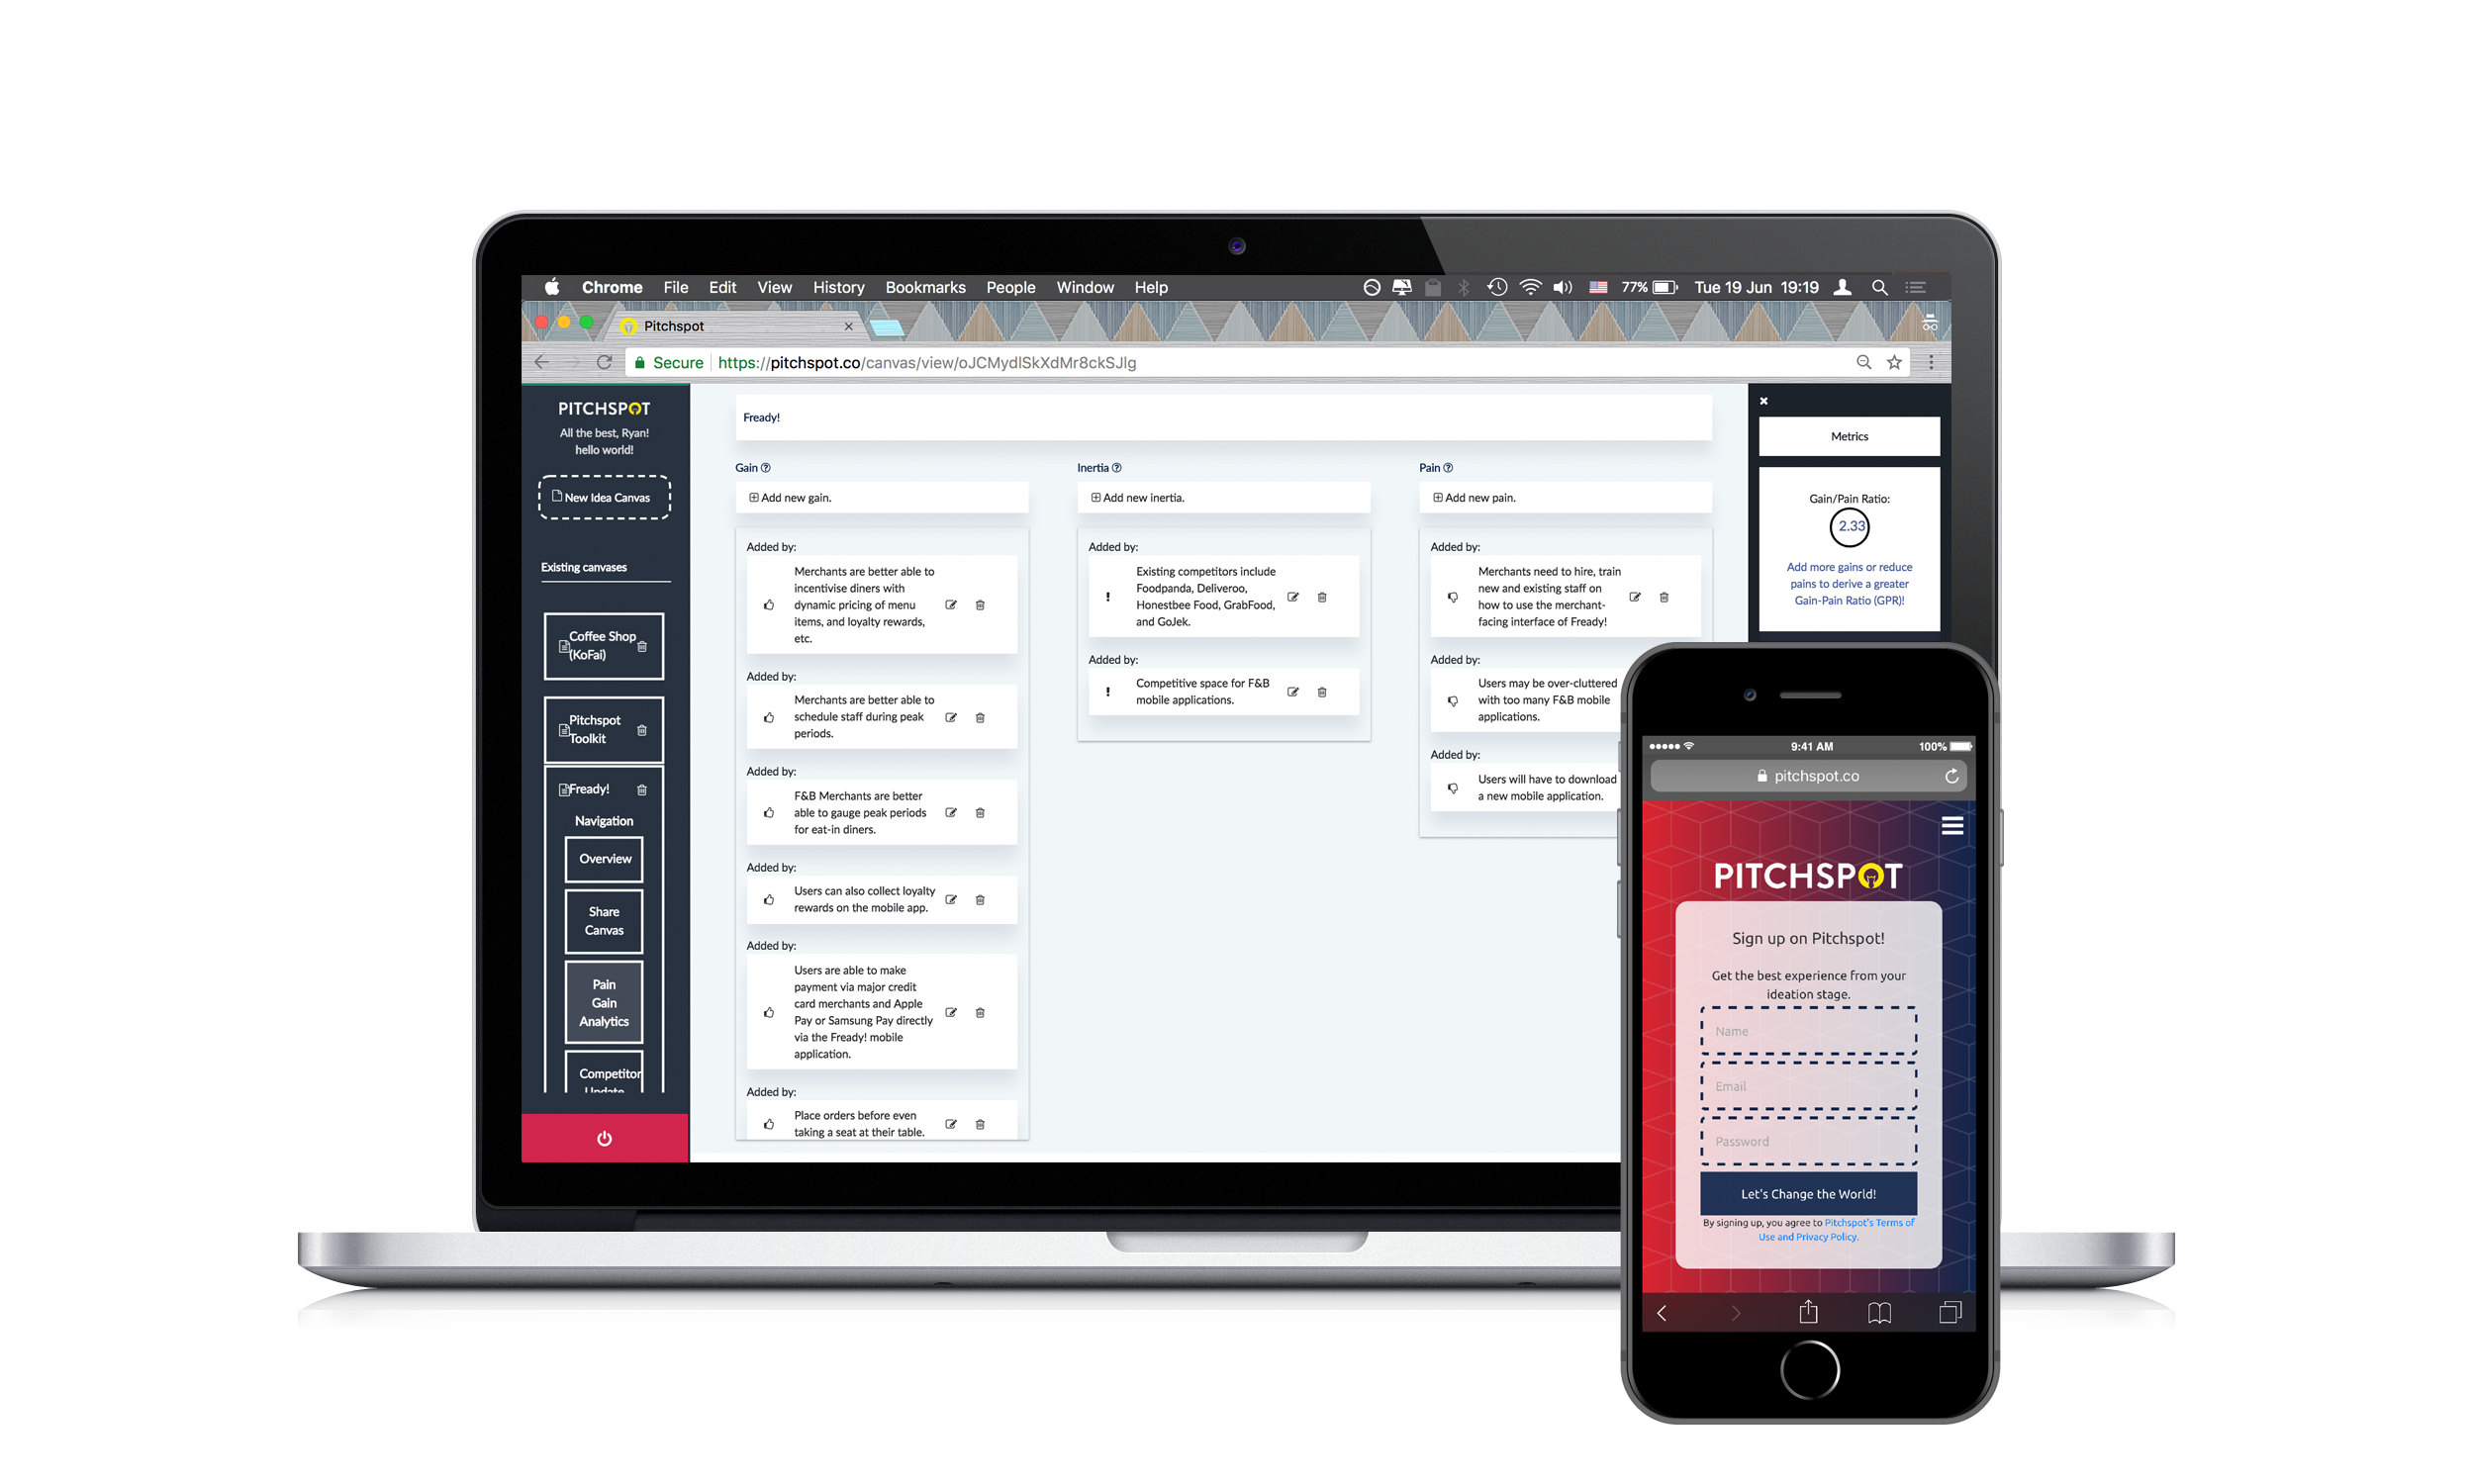 Chrome File Edit View History Bookmarks People Window Help 77% Tue 19 Jun 19:19
Pitchspot
Secure https://pitchspot.co/canvas/view/oJCMydlSkXdMr8ckSJlg
PITCHSPOT
All the best, Ryan!
hello world!
New Idea Canvas
Existing canvases
Coffee Shop
(KoFai)
Pitchspot
Toolkit
Fready!
Navigation
Overview
Share
Canvas
Pain
Gain
Analytics
Competitor
Update
Fready!
Gain
Add new gain.
Added by:
Merchants are better able to
incentivise diners with
dynamic pricing of menu
items, and loyalty rewards,
etc.
Added by:
Merchants are better able to
schedule staff during peak
periods.
Added by:
F&B Merchants are better
able to gauge peak periods
for eat-in diners.
Added by:
Users can also collect loyalty
rewards on the mobile app.
Added by:
Users are able to make
payment via major credit
card merchants and Apple
Pay or Samsung Pay directly
via the Fready! mobile
application.
Added by:
Place orders before even
taking a seat at their table.
Inertia
Add new inertia.
Added by:
Existing competitors include
Foodpanda, Deliveroo,
Honestbee Food, GrabFood,
and GoJek.
Added by:
Competitive space for F&B
mobile applications.
Pain
Add new pain.
Added by:
Merchants need to hire, train
new and existing staff on
how to use the merchant-
facing interface of Fready!
Added by:
Users may be over-cluttered
with too many F&B mobile
applications.
Added by:
Users will have to download
a new mobile application.
Metrics
Gain/Pain Ratio:
2.33
Add more gains or reduce
pains to derive a greater
Gain-Pain Ratio (GPR)!
9:41 AM 100%
pitchspot.co
PITCHSPOT
Sign up on Pitchspot!
Get the best experience from your
ideation stage.
Name
Email
Password
Let's Change the World!
By signing up, you agree to Pitchspot's Terms of
Use and Privacy Policy.